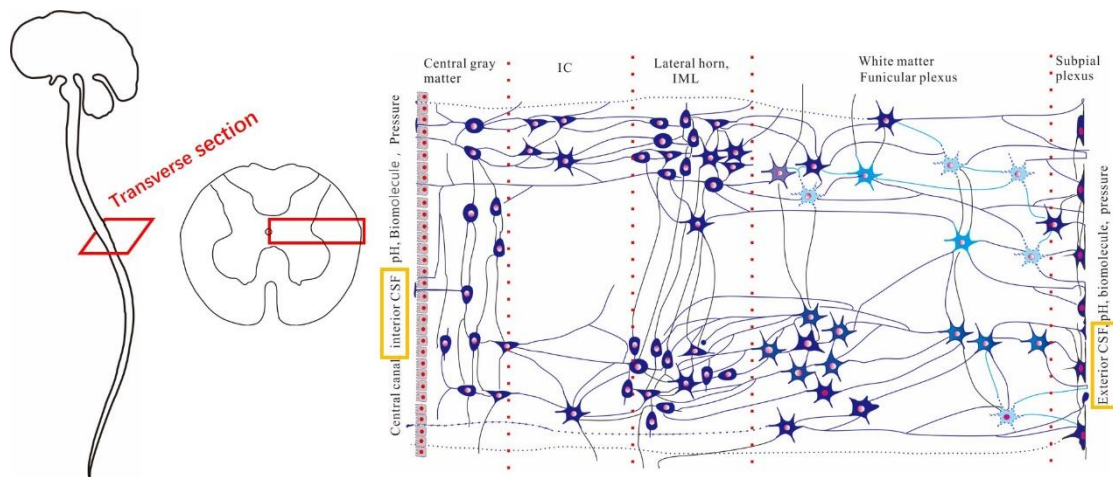 Transverse section
Central gray
matter
IC
Lateral horn,
IML
White matter
Funicular plexus
Subpial
plexus
Central canal interior CSF pH, Biomolecule , Pressure
Exterior CSF, pH, biomolecule, pressure